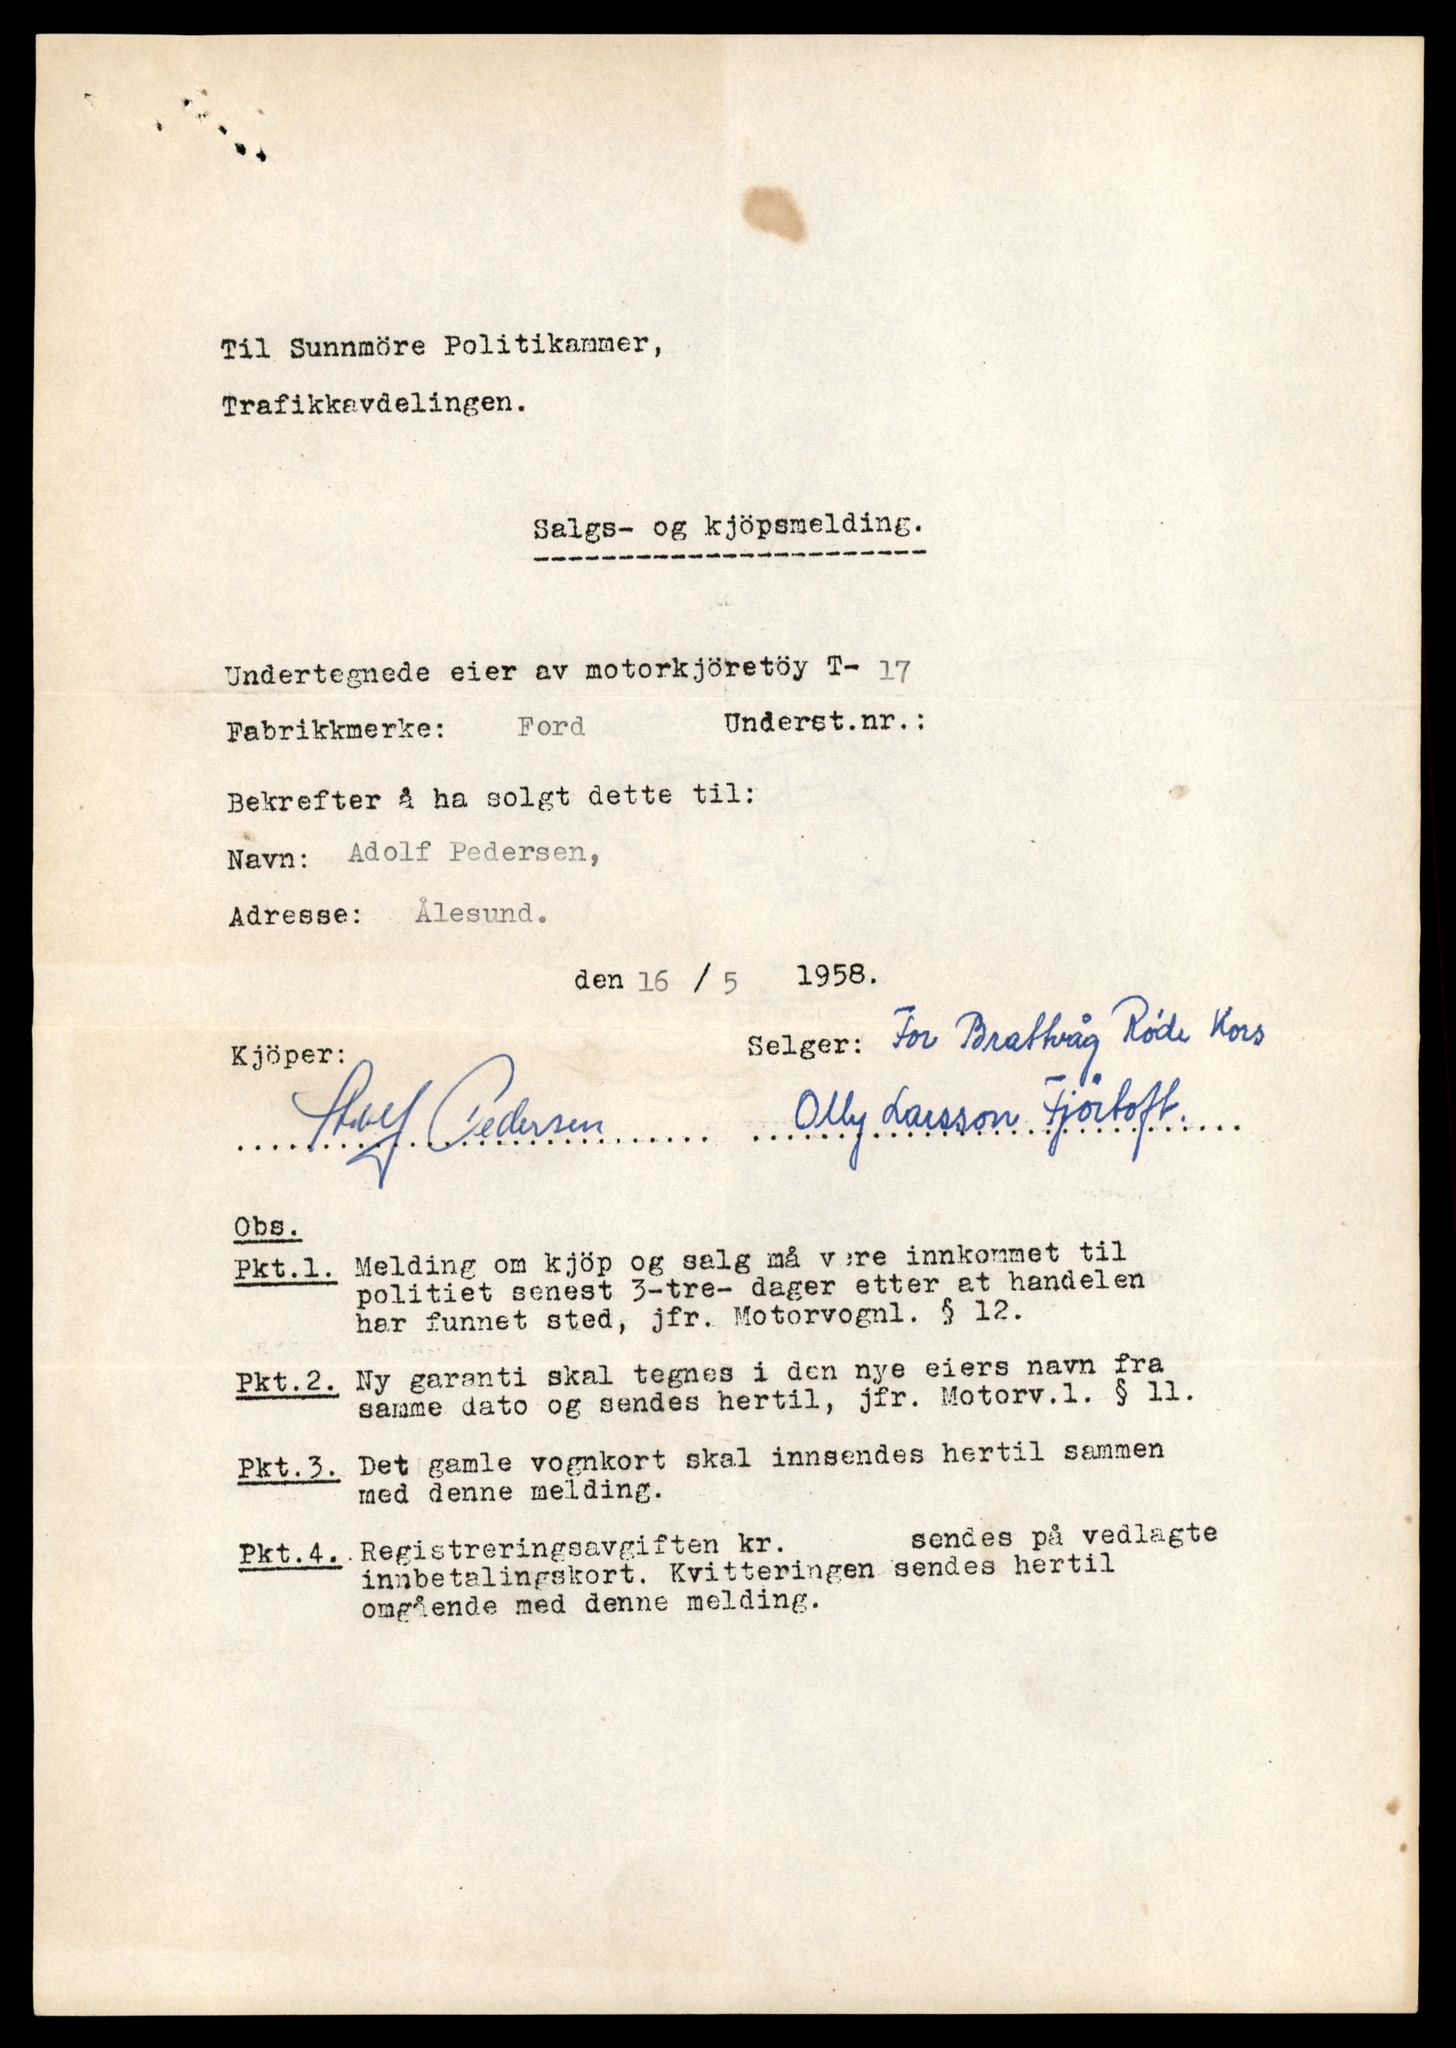 Til Sunnmöre Politikammer,
Trafikkavdelingen.
Salgs- og kjöpsmelding.
Undertegnede eier av motorkjöretöy T- 17
Fabrikkmerke: Ford Underst.nr.:
Bekrefter å ha solgt dette til:
Navn: Adolf Pedersen,
Adresse: Ålesund.
den 16 / 5 1958.
Kjöper: Selger: For Brattvåg Røde Kors
Adolf Pedersen Olly Larsson Fjörtoft.
Obs.
Pkt.1. Melding om kjöp og salg må være innkommet til
politiet senest 3-tre- dager etter at handelen
har funnet sted, jfr. Motorvognl. § 12.
Pkt.2. Ny garanti skal tegnes i den nye eiers navn fra
samme dato og sendes hertil, jfr. Motorv.l. § 11.
Pkt.3. Det gamle vognkort skal innsendes hertil sammen
med denne melding.
Pkt.4. Registreringsavgiften kr. sendes på vedlagte
innbetalingskort. Kvitteringen sendes hertil
omgående med denne melding.